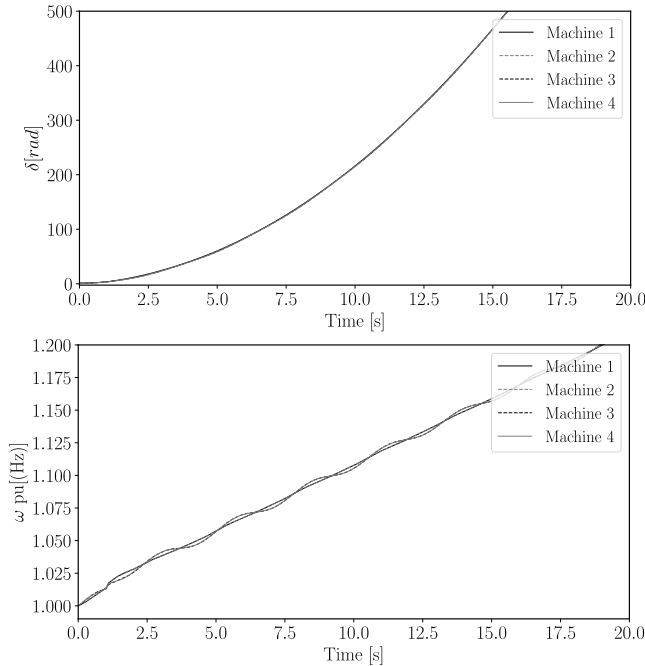 500
400
300
200
100
0
δ[rad]
Machine 1
Machine 2
Machine 3
Machine 4
0.0 2.5 5.0 7.5 10.0 12.5 15.0 17.5 20.0
Time [s]
1.200
1.175
1.150
1.125
1.100
1.075
1.050
1.025
1.000
ω pu[(Hz)]
Machine 1
Machine 2
Machine 3
Machine 4
0.0 2.5 5.0 7.5 10.0 12.5 15.0 17.5 20.0
Time [s]